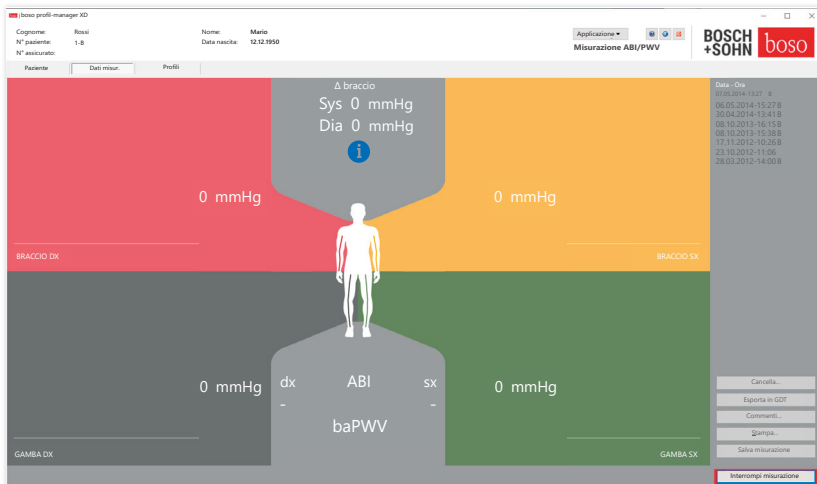 boso profil-manager XD
Cognome: Rossi Nome: Mario
N° paziente: 1-B Data nascita: 12.12.1950
N° assicurato:
Applicazione
Misurazione ABI/PWV
BOSCH
+SOHN
boso
Paziente Dati misur. Profili
Δ braccio
Sys 0 mmHg
Dia 0 mmHg
i
0 mmHg 0 mmHg
BRACCIO DX BRACCIO SX
0 mmHg dx ABI sx 0 mmHg
- -
baPWV
GAMBA DX GAMBA SX
Data - Ora
07.05.2014-13:27 B
06.05.2014-15:27 B
30.04.2014-13:41 B
08.10.2013-16:15 B
08.10.2013-15:38 B
17.11.2012-10:26 B
23.10.2012-11:06
28.03.2012-14:00 B
Cancella...
Esporta in GDT
Commenti...
Stampa...
Salva misurazione
Interrompi misurazione